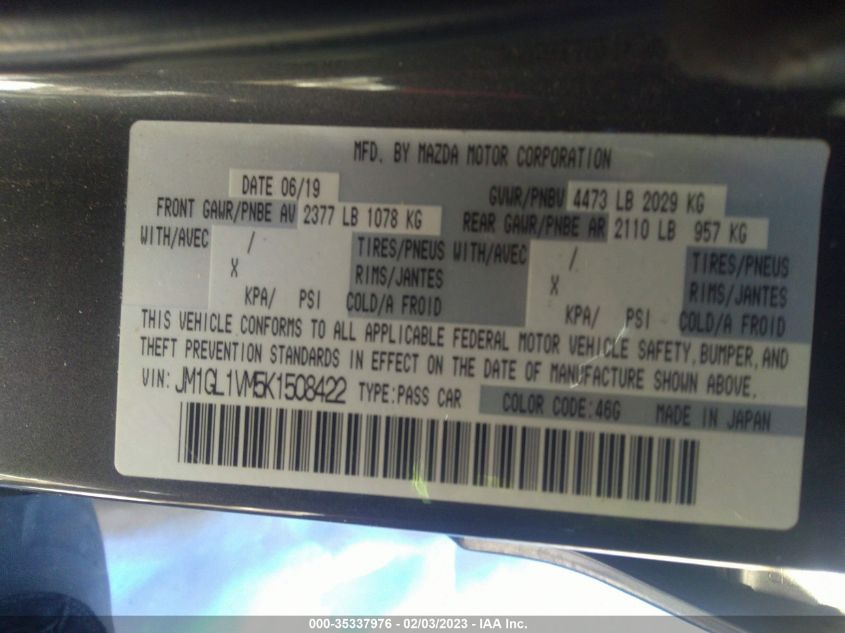 MFD. BY MAZDA MOTOR CORPORATION
DATE 06/19 GVWR/PNBV 4473 LB 2029 KG
FRONT GAWR/PNBE AV 2377 LB 1078 KG REAR GAWR/PNBE AR 2110 LB 957 KG
WITH/AVEC / TIRES/PNEUS WITH/AVEC / TIRES/PNEUS
X RIMS/JANTES X RIMS/JANTES
KPA/ PSI COLD/A FROID KPA/ PSI COLD/A FROID
THIS VEHICLE CONFORMS TO ALL APPLICABLE FEDERAL MOTOR VEHICLE SAFETY, BUMPER, AND
THEFT PREVENTION STANDARDS IN EFFECT ON THE DATE OF MANUFACTURE SHOWN ABOVE.
VIN: JM1GL1VM5K1508422 TYPE:PASS CAR COLOR CODE:46G MADE IN JAPAN
000-35337976 - 02/03/2023 - IAA Inc.